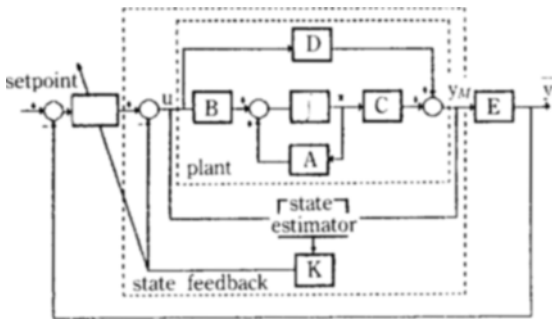 D
setpoint
u
B
∫
x
C
y_M
E
y
A
plant
state
estimator
K
state feedback